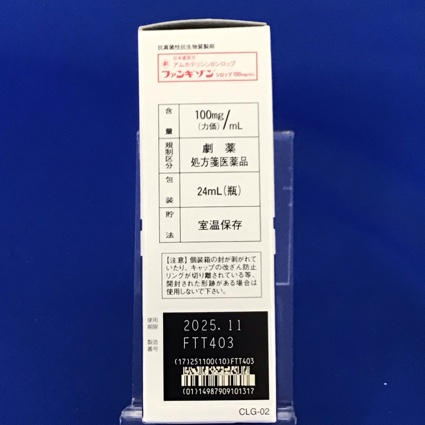 抗真菌性抗生物質製剤
日本薬局方
劇 アムホテリシンBシロップ
ファンギゾン シロップ100mg/mL
含量 100mg(力価)/mL
規制区分 劇薬
処方箋医薬品
包装 24mL(瓶)
貯法 室温保存
【注意】個装箱の封が剥がれて
いたり、キャップの改ざん防止
リングが切り離されている等、
開封された形跡がある場合は
使用しないで下さい。
使用期限 2025.11
製造番号 FTT403
(17)251100(10)FTT403
(01)14987909101317
CLG-02